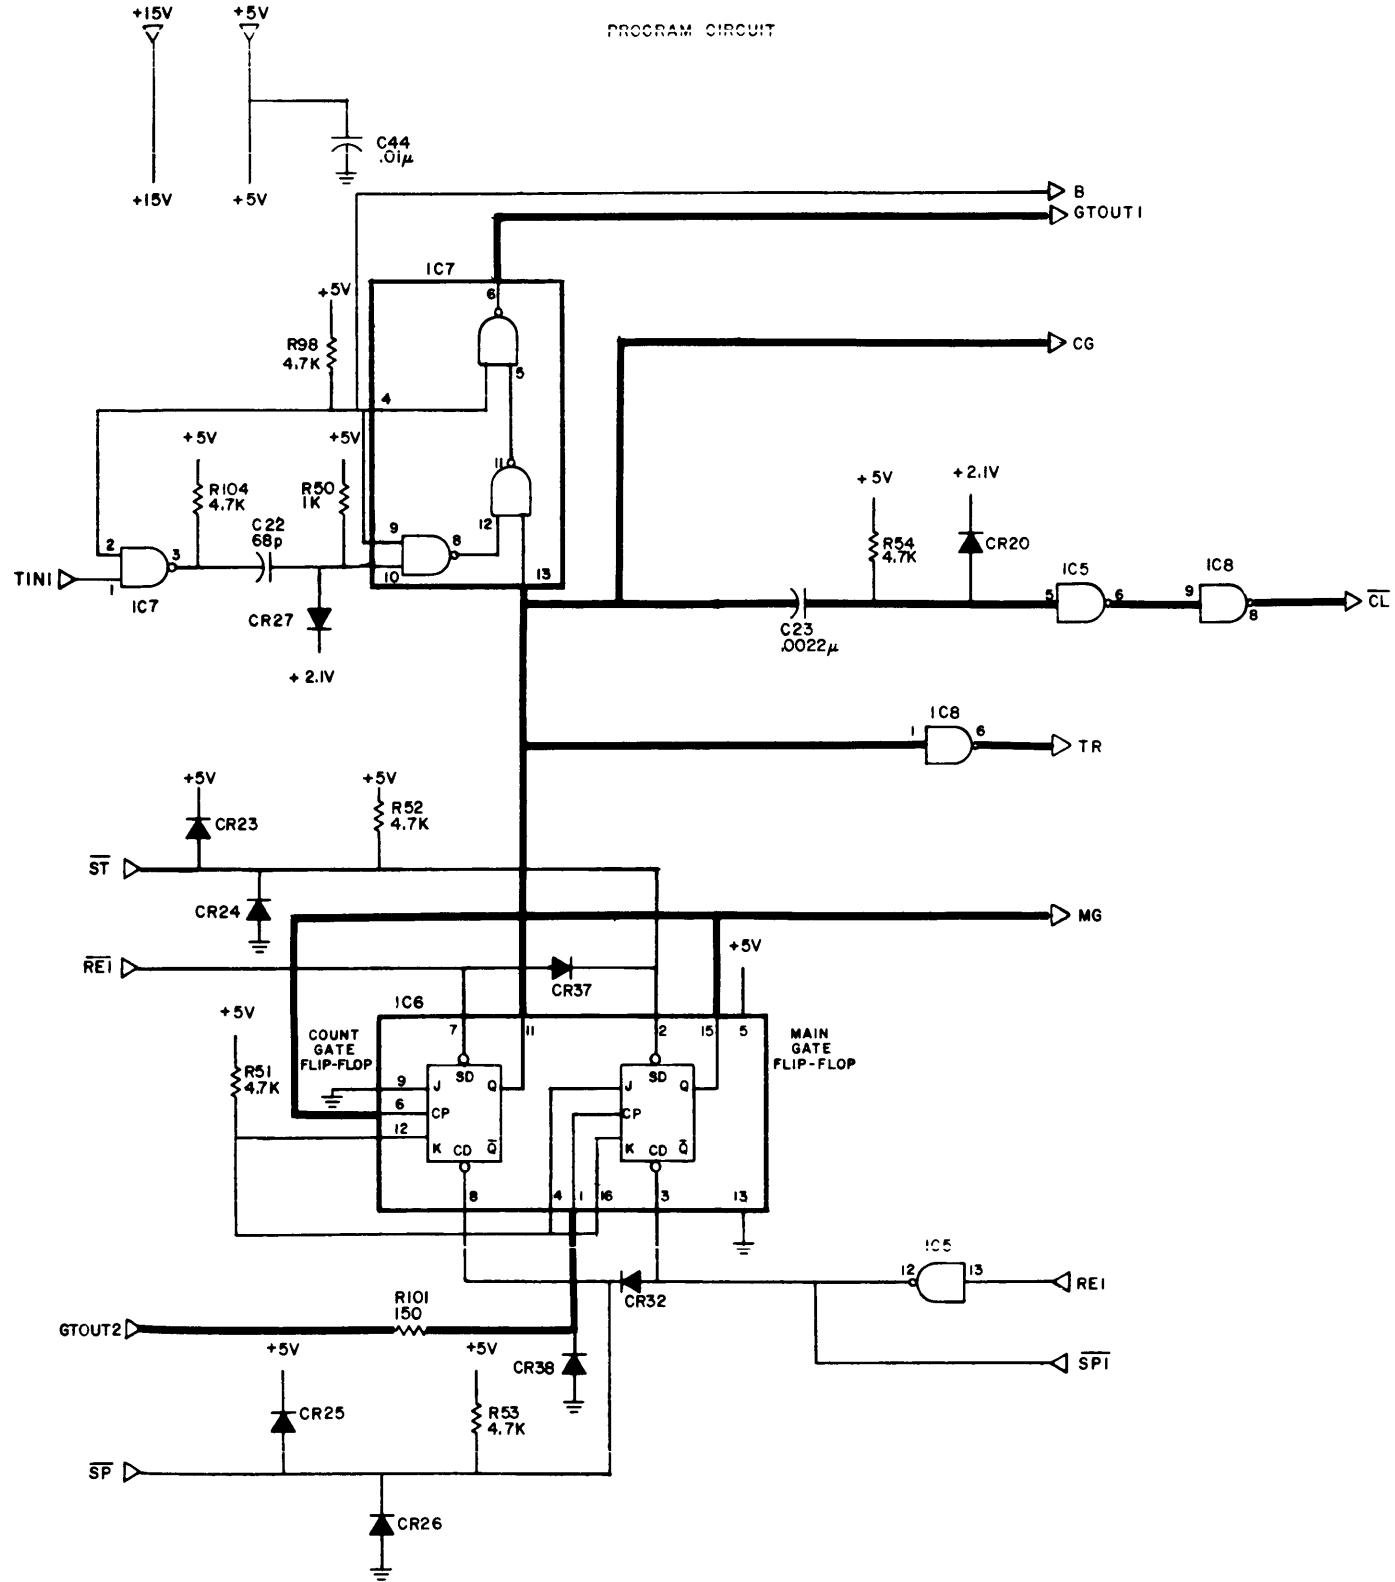 +15V
+5V
PROGRAM CIRCUIT
C44
.01μ
+15V
+5V
B
GTOUT1
IC7
+5V
6
R98
4.7K
5
CG
4
+5V
+5V
11
R104
4.7K
R50
1K
+5V
+2.1V
C22
68p
12
R54
4.7K
CR20
2
3
9
8
10
13
IC5
IC8
TIN1
1
IC7
CR27
5
6
9
8
CL
C23
.0022μ
+2.1V
IC8
1
6
TR
+5V
+5V
CR23
R52
4.7K
ST
CR24
MG
+5V
RE1
CR37
+5V
IC6
COUNT
GATE
FLIP-FLOP
7
11
2
15
5
MAIN
GATE
FLIP-FLOP
R51
4.7K
9
J
SD
Q
J
SD
Q
6
CP
CP
12
K
CD
Q̅
K
CD
Q̅
8
4
1
16
3
13
IC5
12
13
RE1
CR32
R101
150
GTOUT2
+5V
+5V
CR38
SP1
CR25
R53
4.7K
SP
CR26